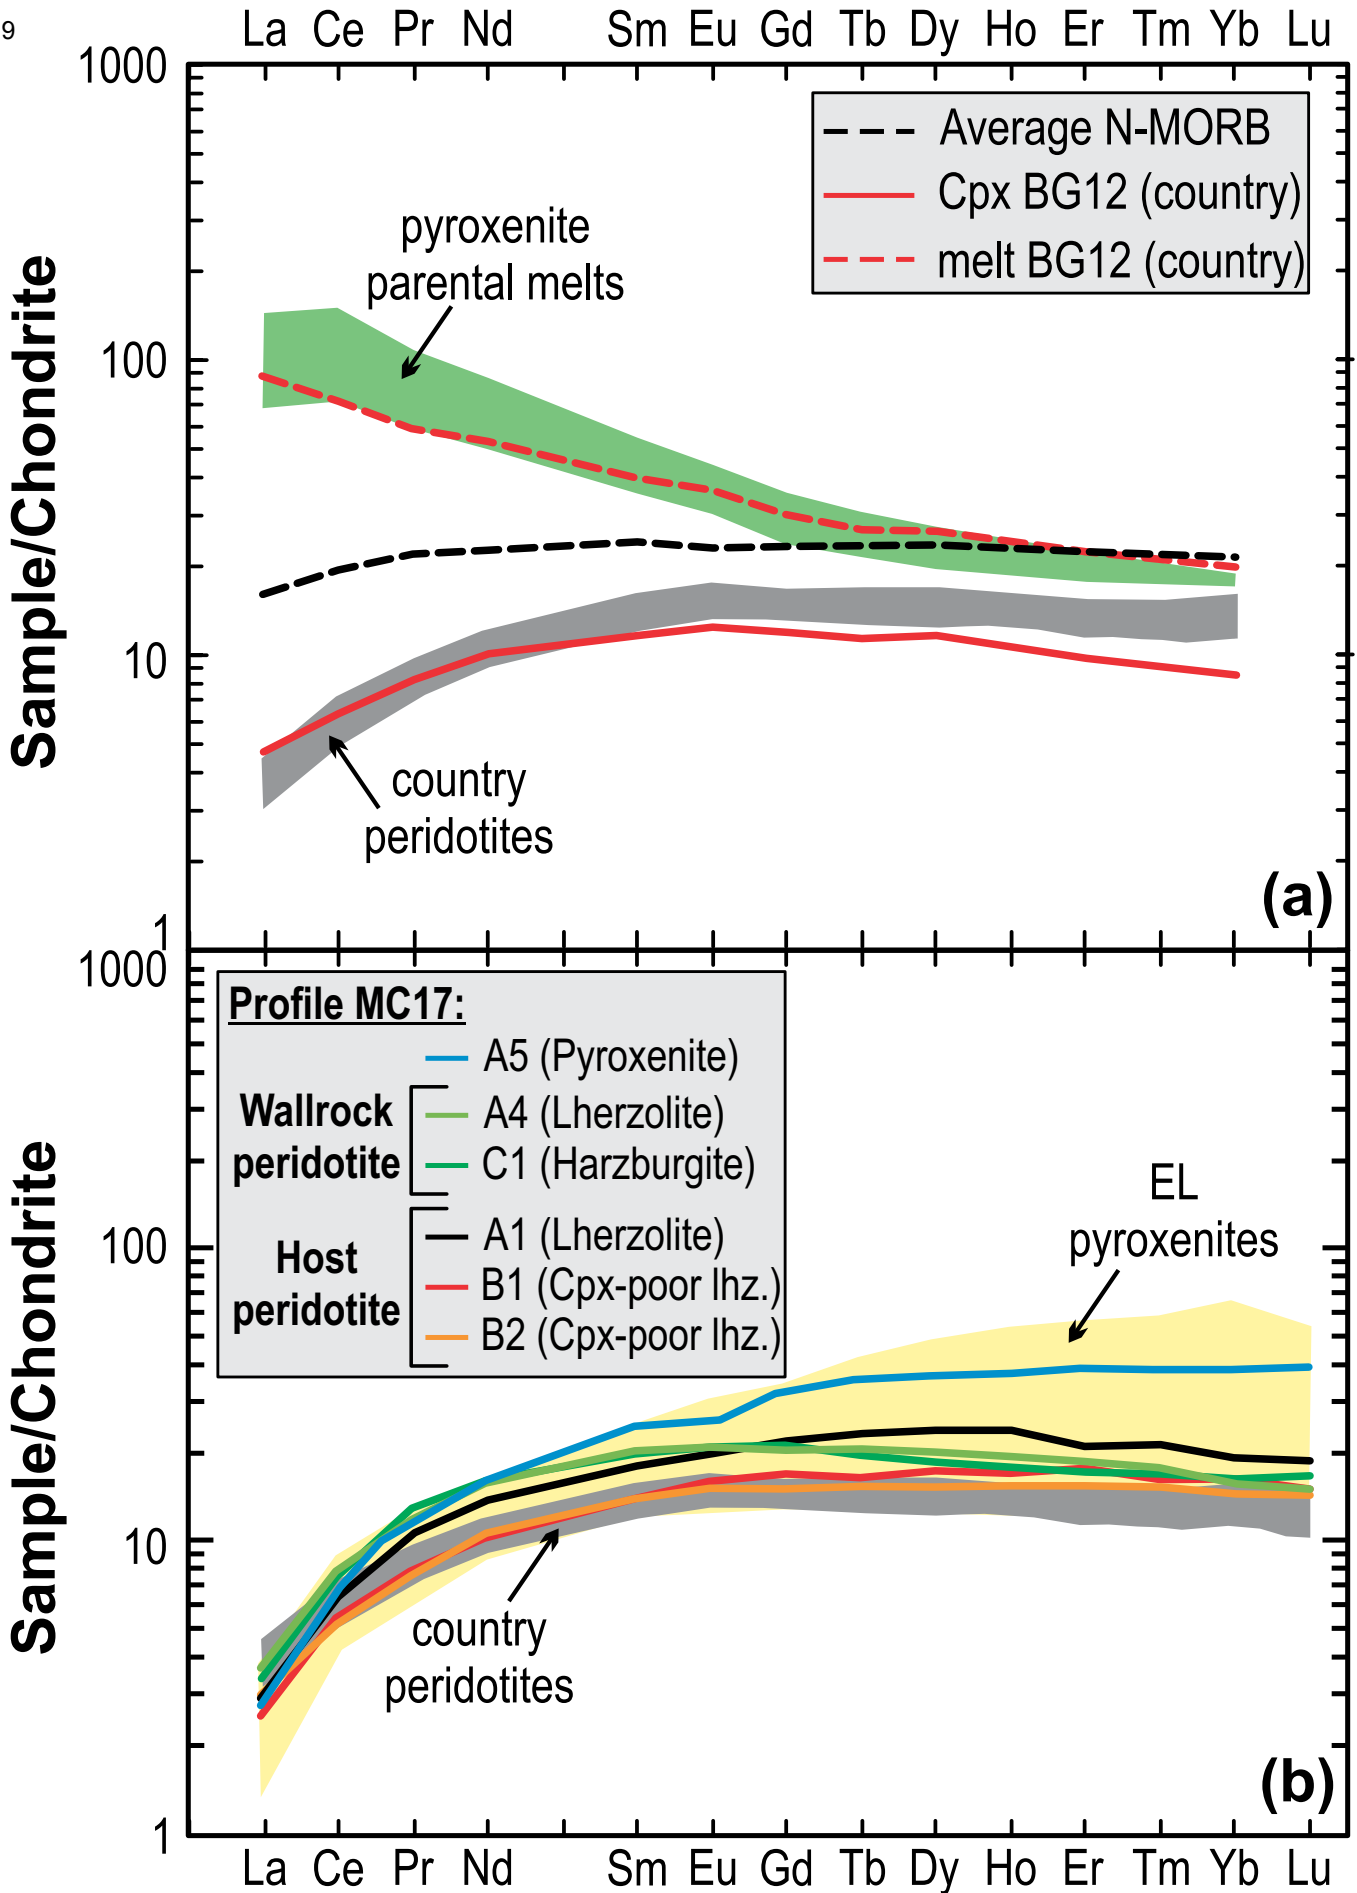 9
La Ce Pr Nd Sm Eu Gd Tb Dy Ho Er Tm Yb Lu
1000
100
10
1
Sample/Chondrite
Average N-MORB
Cpx BG12 (country)
melt BG12 (country)
pyroxenite
parental melts
country
peridotites
(a)
1000
100
10
1
Sample/Chondrite
Profile MC17:
A5 (Pyroxenite)
Wallrock
peridotite
A4 (Lherzolite)
C1 (Harzburgite)
Host
peridotite
A1 (Lherzolite)
B1 (Cpx-poor lhz.)
B2 (Cpx-poor lhz.)
EL
pyroxenites
country
peridotites
(b)
La Ce Pr Nd Sm Eu Gd Tb Dy Ho Er Tm Yb Lu